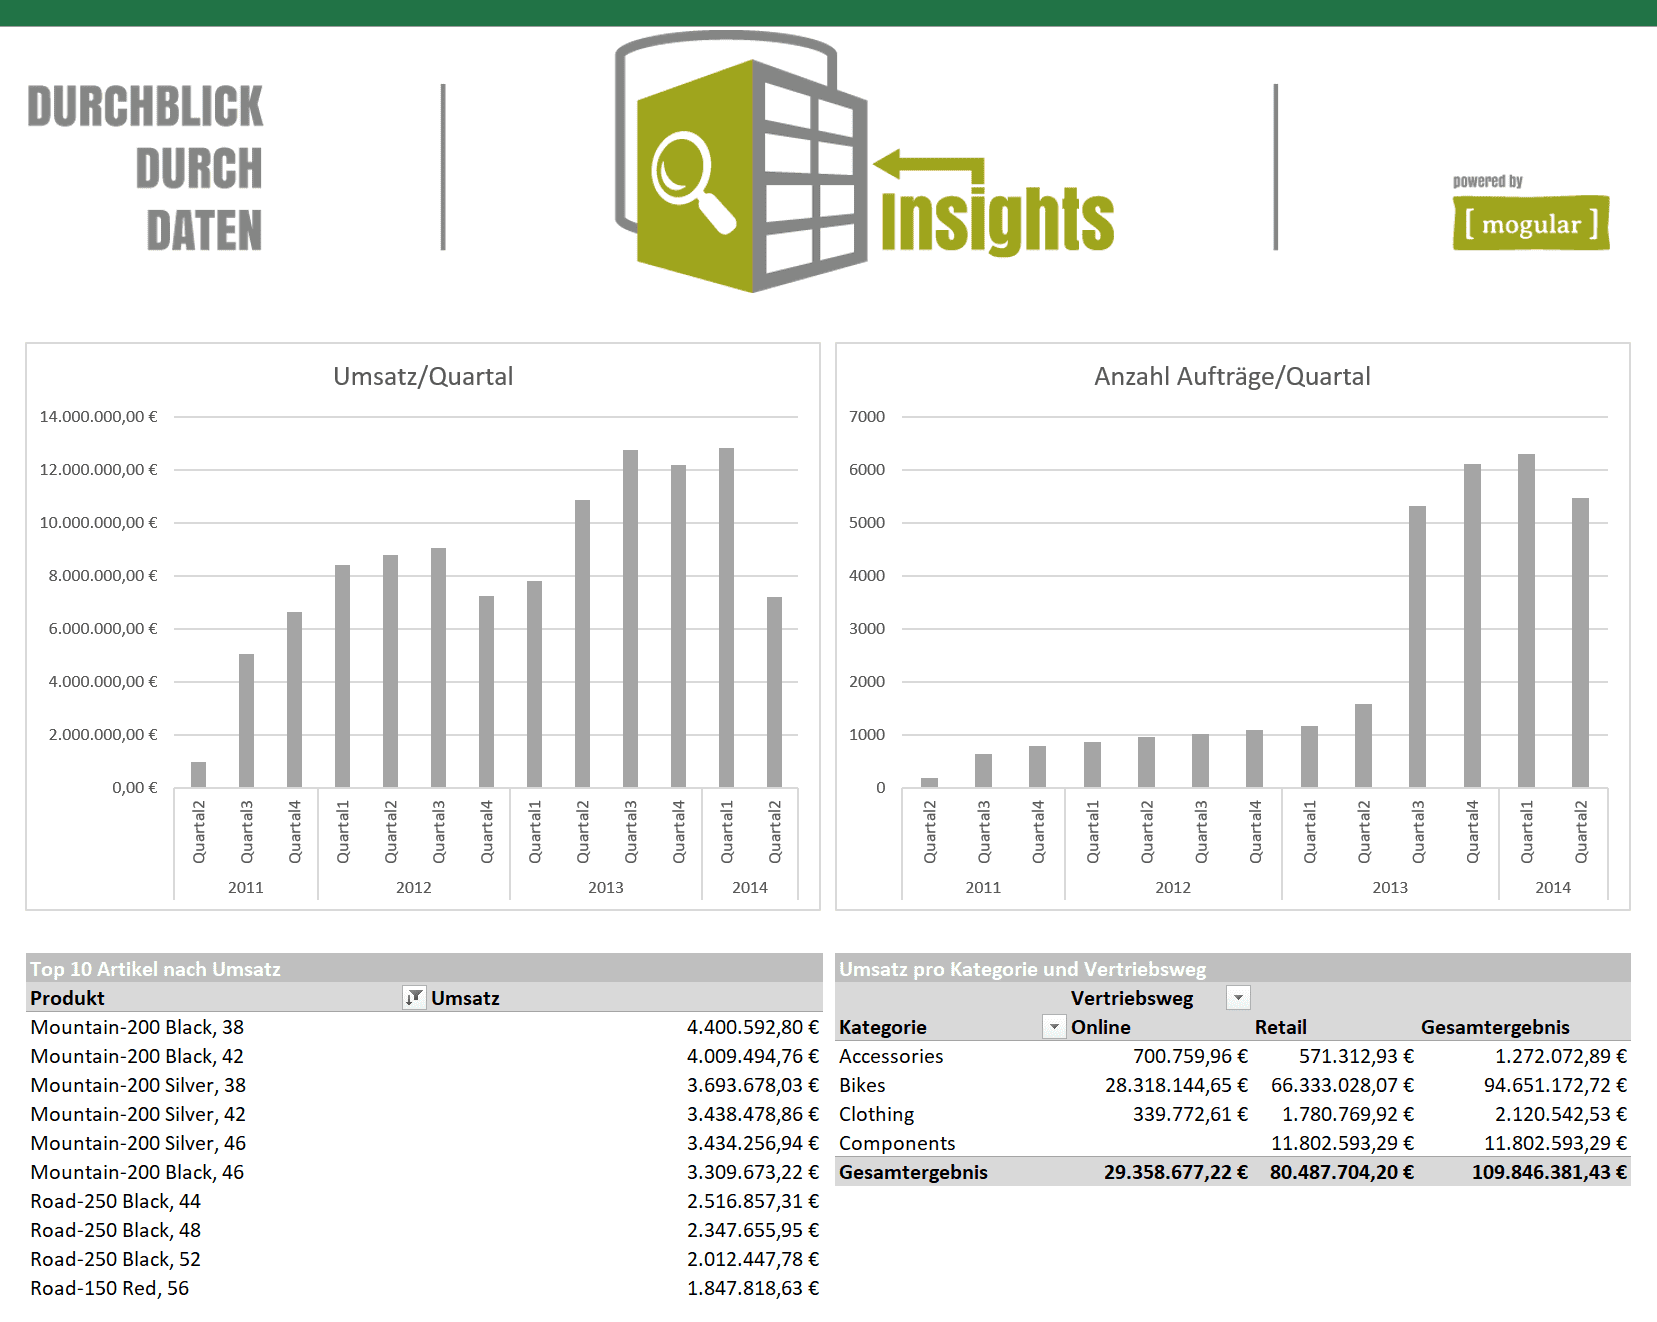 DURCHBLICK
DURCH
DATEN
Insights
powered by
[ mogular ]
Umsatz/Quartal
14.000.000,00 €
12.000.000,00 €
10.000.000,00 €
8.000.000,00 €
6.000.000,00 €
4.000.000,00 €
2.000.000,00 €
0,00 €
Quartal2 Quartal3 Quartal4 Quartal1 Quartal2 Quartal3 Quartal4 Quartal1 Quartal2 Quartal3 Quartal4 Quartal1 Quartal2
2011 2012 2013 2014
Anzahl Aufträge/Quartal
7000
6000
5000
4000
3000
2000
1000
0
Quartal2 Quartal3 Quartal4 Quartal1 Quartal2 Quartal3 Quartal4 Quartal1 Quartal2 Quartal3 Quartal4 Quartal1 Quartal2
2011 2012 2013 2014
Top 10 Artikel nach Umsatz
Produkt Umsatz
Mountain-200 Black, 38 4.400.592,80 €
Mountain-200 Black, 42 4.009.494,76 €
Mountain-200 Silver, 38 3.693.678,03 €
Mountain-200 Silver, 42 3.438.478,86 €
Mountain-200 Silver, 46 3.434.256,94 €
Mountain-200 Black, 46 3.309.673,22 €
Road-250 Black, 44 2.516.857,31 €
Road-250 Black, 48 2.347.655,95 €
Road-250 Black, 52 2.012.447,78 €
Road-150 Red, 56 1.847.818,63 €
Umsatz pro Kategorie und Vertriebsweg
Vertriebsweg
Kategorie Online Retail Gesamtergebnis
Accessories 700.759,96 € 571.312,93 € 1.272.072,89 €
Bikes 28.318.144,65 € 66.333.028,07 € 94.651.172,72 €
Clothing 339.772,61 € 1.780.769,92 € 2.120.542,53 €
Components 11.802.593,29 € 11.802.593,29 €
Gesamtergebnis 29.358.677,22 € 80.487.704,20 € 109.846.381,43 €